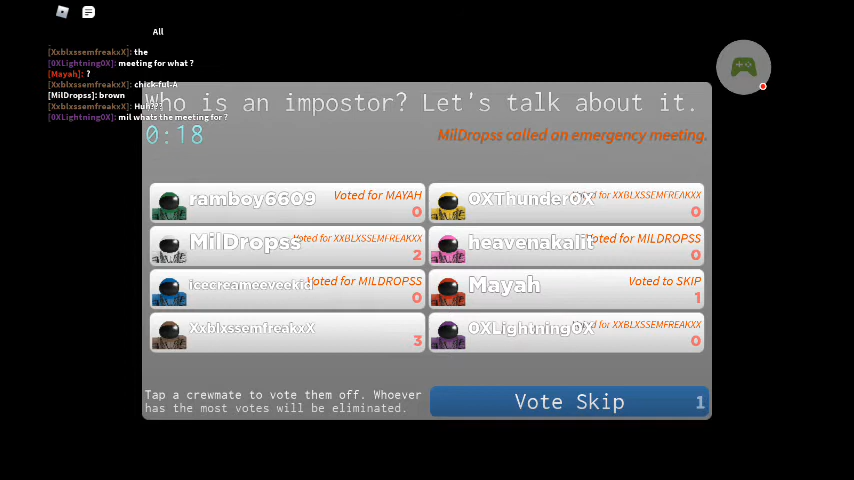 All
[XxblxssemfreakxX]: the
[0XLightning0X]: meeting for what ?
[Mayah]: ?
[XxblxssemfreakxX]: chick-ful-A
[MilDropss]: brown
[XxblxssemfreakxX]: Huh???
[0XLightning0X]: mil whats the meeting for ?
Who is an impostor? Let's talk about it.
0:18
MilDropss called an emergency meeting.
ramboy6609
Voted for MAYAH
0
0XThunder0X
Voted for XXBLXSSEMFREAKXX
0
MilDropss
Voted for XXBLXSSEMFREAKXX
2
heavenakalit
Voted for MILDROPSS
0
icecreameeveekid
Voted for MILDROPSS
0
Mayah
Voted to SKIP
1
XxblxssemfreakxX
3
0XLightning0X
Voted for XXBLXSSEMFREAKXX
0
Tap a crewmate to vote them off. Whoever
has the most votes will be eliminated.
Vote Skip
1